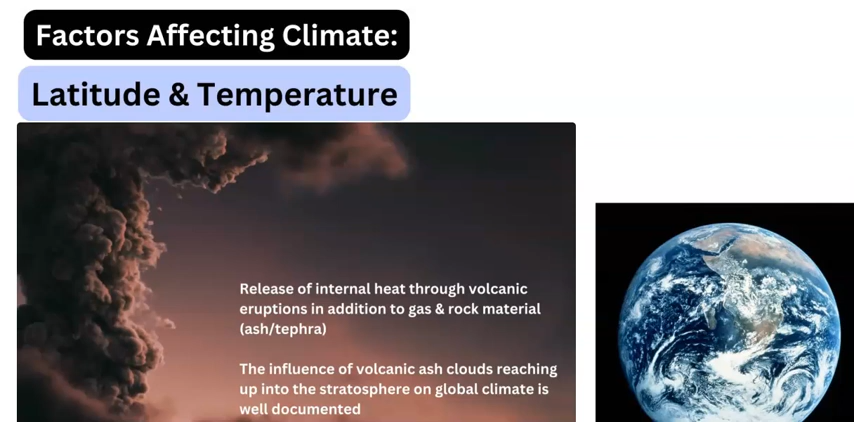 Factors Affecting Climate:
Latitude & Temperature
Release of internal heat through volcanic
eruptions in addition to gas & rock material
(ash/tephra)
The influence of volcanic ash clouds reaching
up into the stratosphere on global climate is
well documented